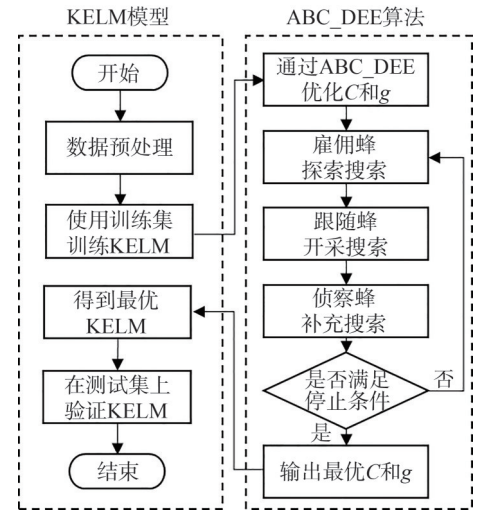 KELM模型
开始
数据预处理
使用训练集
训练KELM
得到最优
KELM
在测试集上
验证KELM
结束
ABC_DEE算法
通过ABC_DEE
优化C和g
雇佣蜂
探索搜索
跟随蜂
开采搜索
侦察蜂
补充搜索
是否满足
停止条件
否
是
输出最优C和g